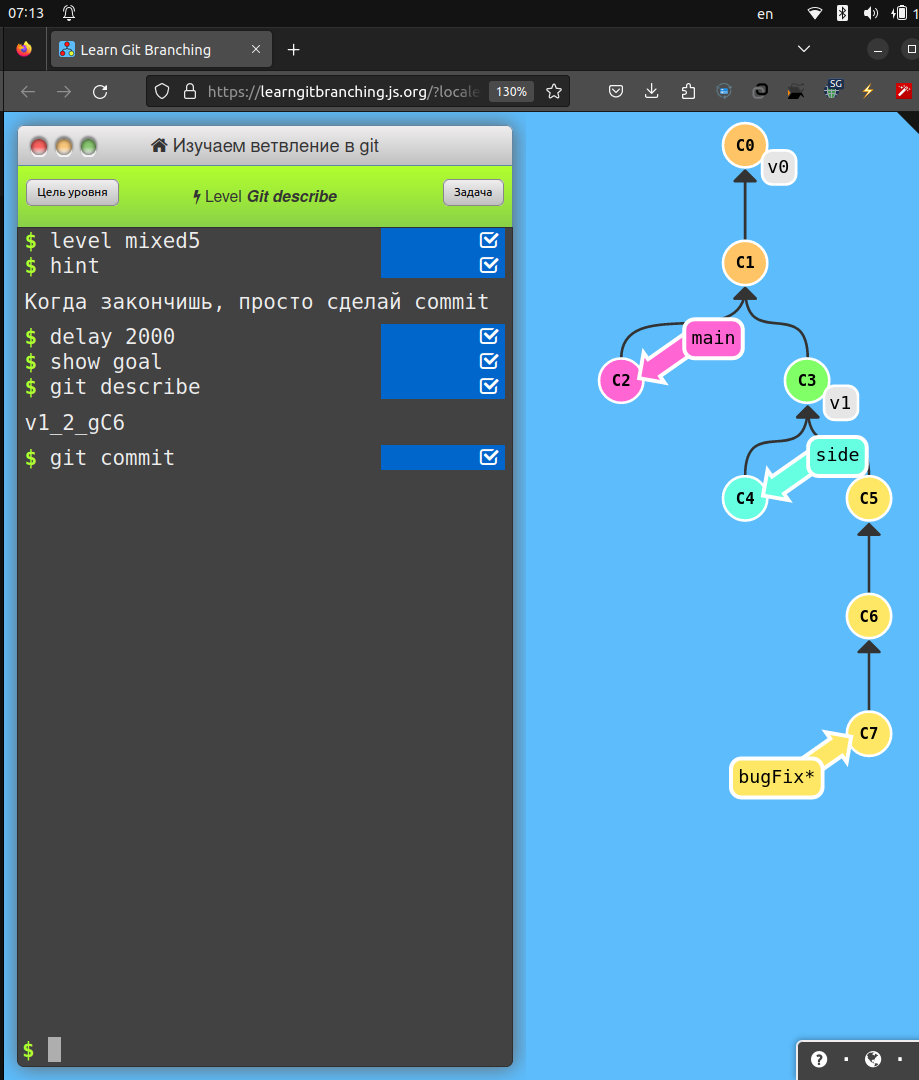 07:13
en
1
Learn Git Branching
https://learngitbranching.js.org/?locale
130%
SG
Изучаем ветвление в git
Цель уровня
Level Git describe
Задача
$ level mixed5
$ hint
Когда закончишь, просто сделай commit
$ delay 2000
$ show goal
$ git describe
v1_2_gC6
$ git commit
$
C0
v0
C1
main
C2
C3
v1
side
C4
C5
C6
C7
bugFix*